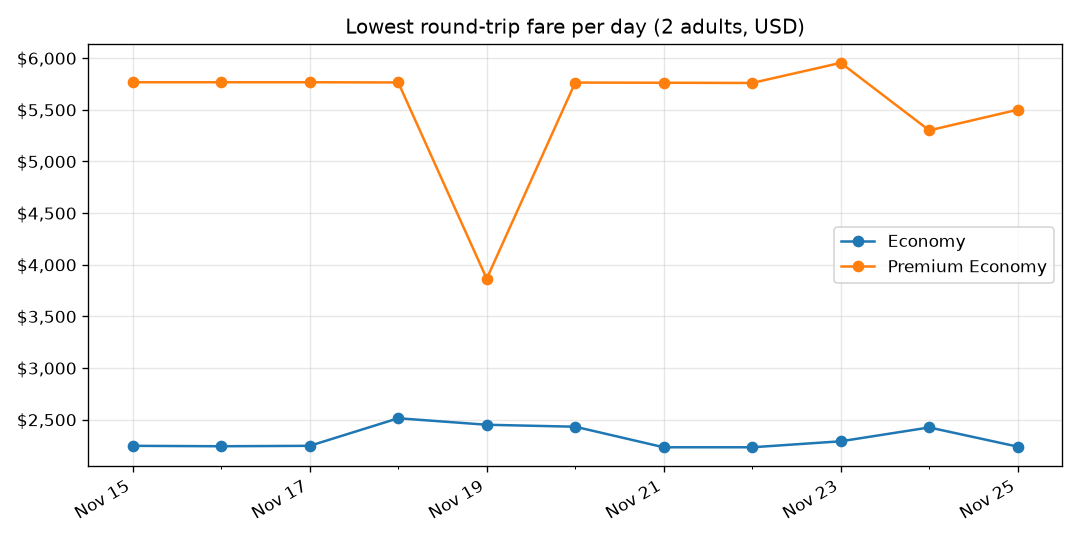 Lowest round-trip fare per day (2 adults, USD)
$6,000
$5,500
$5,000
$4,500
$4,000
$3,500
$3,000
$2,500
Economy
Premium Economy
Nov 15
Nov 17
Nov 19
Nov 21
Nov 23
Nov 25